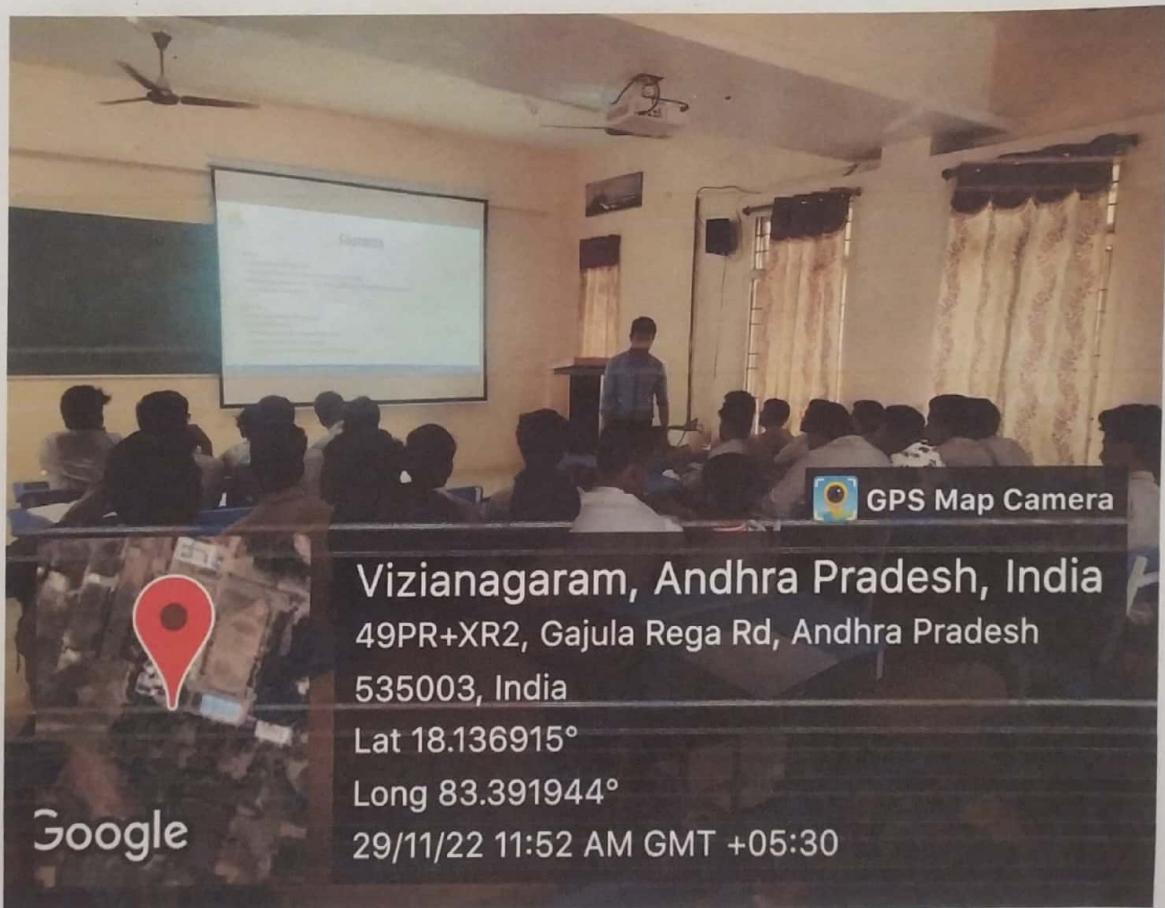 Contents
GPS Map Camera
Vizianagaram, Andhra Pradesh, India
49PR+XR2, Gajula Rega Rd, Andhra Pradesh
535003, India
Lat 18.136915°
Long 83.391944°
29/11/22 11:52 AM GMT +05:30
Google